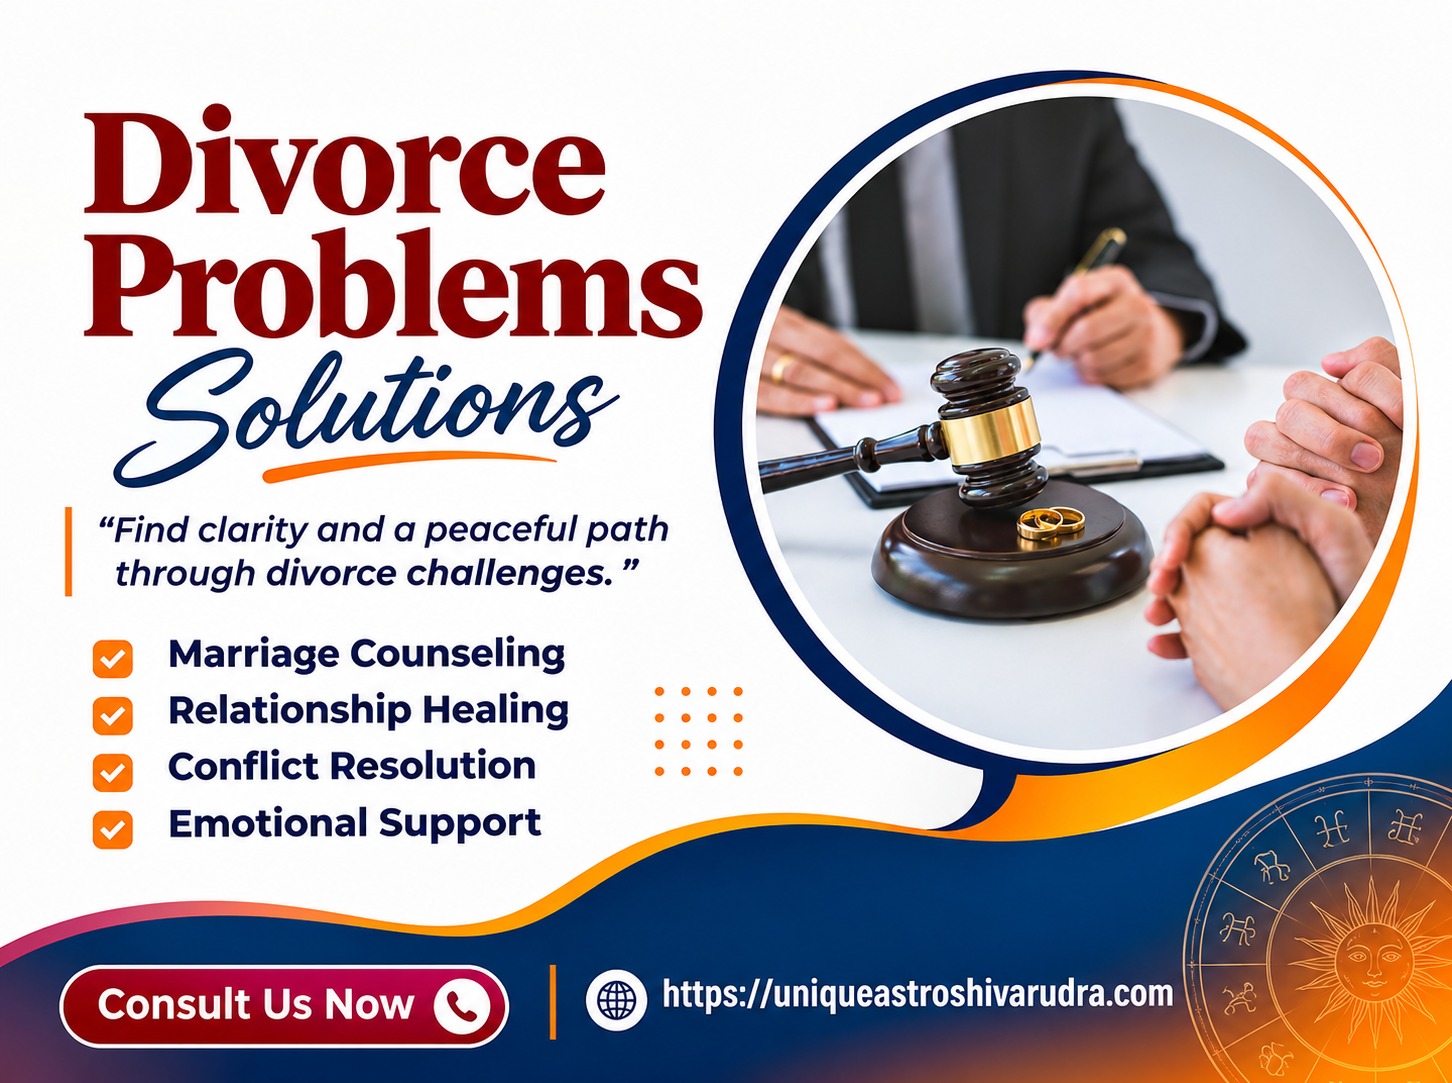 Divorce
Problems
Solutions
“Find clarity and a peaceful path
through divorce challenges. ”
Marriage Counseling
Relationship Healing
Conflict Resolution
Emotional Support
Consult Us Now
https://uniqueastroshivarudra.com